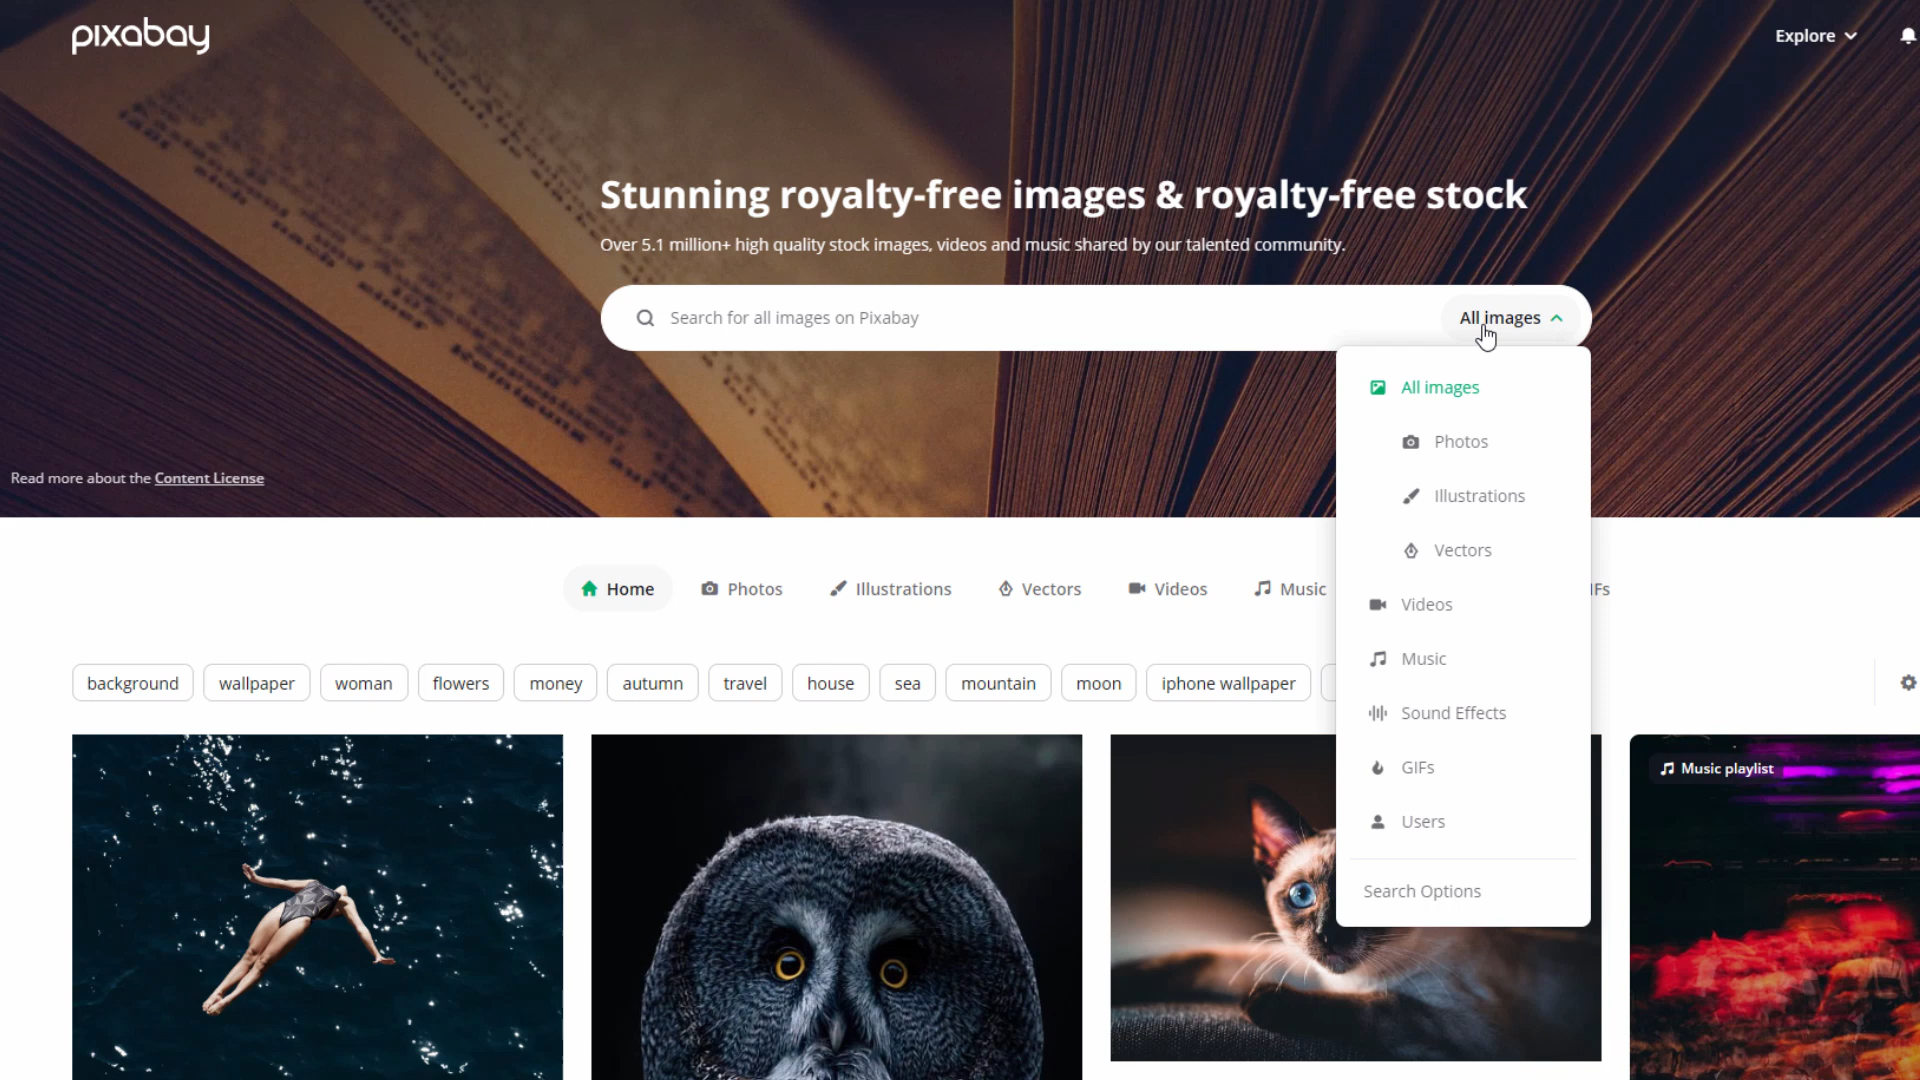 pixabay
Explore
Stunning royalty-free images & royalty-free stock
Over 5.1 million+ high quality stock images, videos and music shared by our talented community.
Search for all images on Pixabay
All images
All images
Photos
Illustrations
Vectors
Videos
Music
Sound Effects
GIFs
Users
Search Options
Read more about the Content License
Home Photos Illustrations Vectors Videos Music
background wallpaper woman flowers money autumn travel house sea mountain moon iphone wallpaper
Music playlist